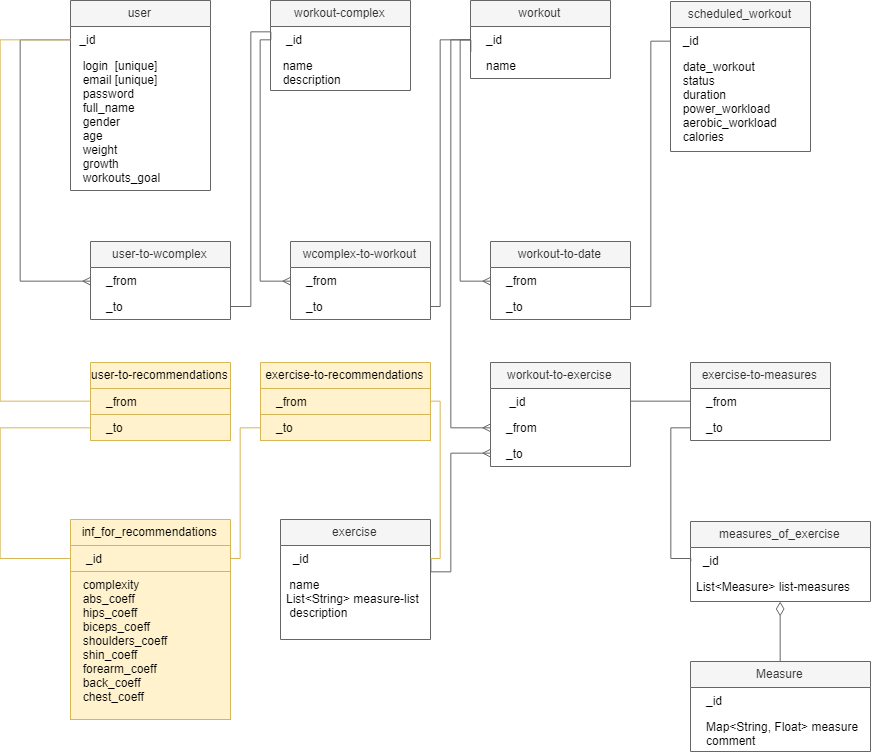 user
_id
login [unique]
email [unique]
password
full_name
gender
age
weight
growth
workouts_goal
workout-complex
_id
name
description
workout
_id
name
scheduled_workout
_id
date_workout
status
duration
power_workload
aerobic_workload
calories
user-to-wcomplex
_from
_to
wcomplex-to-workout
_from
_to
workout-to-date
_from
_to
user-to-recommendations
_from
_to
exercise-to-recommendations
_from
_to
workout-to-exercise
_id
_from
_to
exercise-to-measures
_from
_to
inf_for_recommendations
_id
complexity
abs_coeff
hips_coeff
biceps_coeff
shoulders_coeff
shin_coeff
forearm_coeff
back_coeff
chest_coeff
exercise
_id
name
List<String> measure-list
description
measures_of_exercise
_id
List<Measure> list-measures
Measure
_id
Map<String, Float> measure
comment